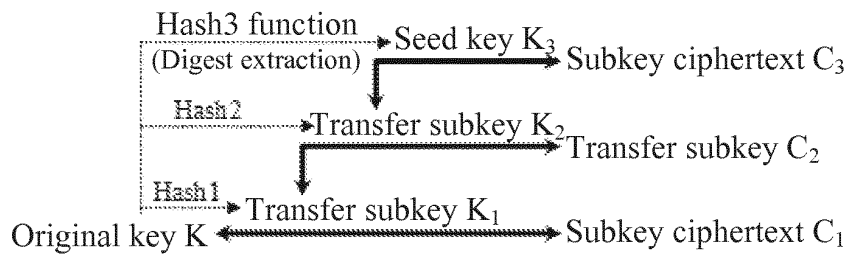 Hash3 function
(Digest extraction)
Seed key K3
Subkey ciphertext C3
Hash2
Transfer subkey K2
Transfer subkey C2
Hash1
Transfer subkey K1
Original key K
Subkey ciphertext C1